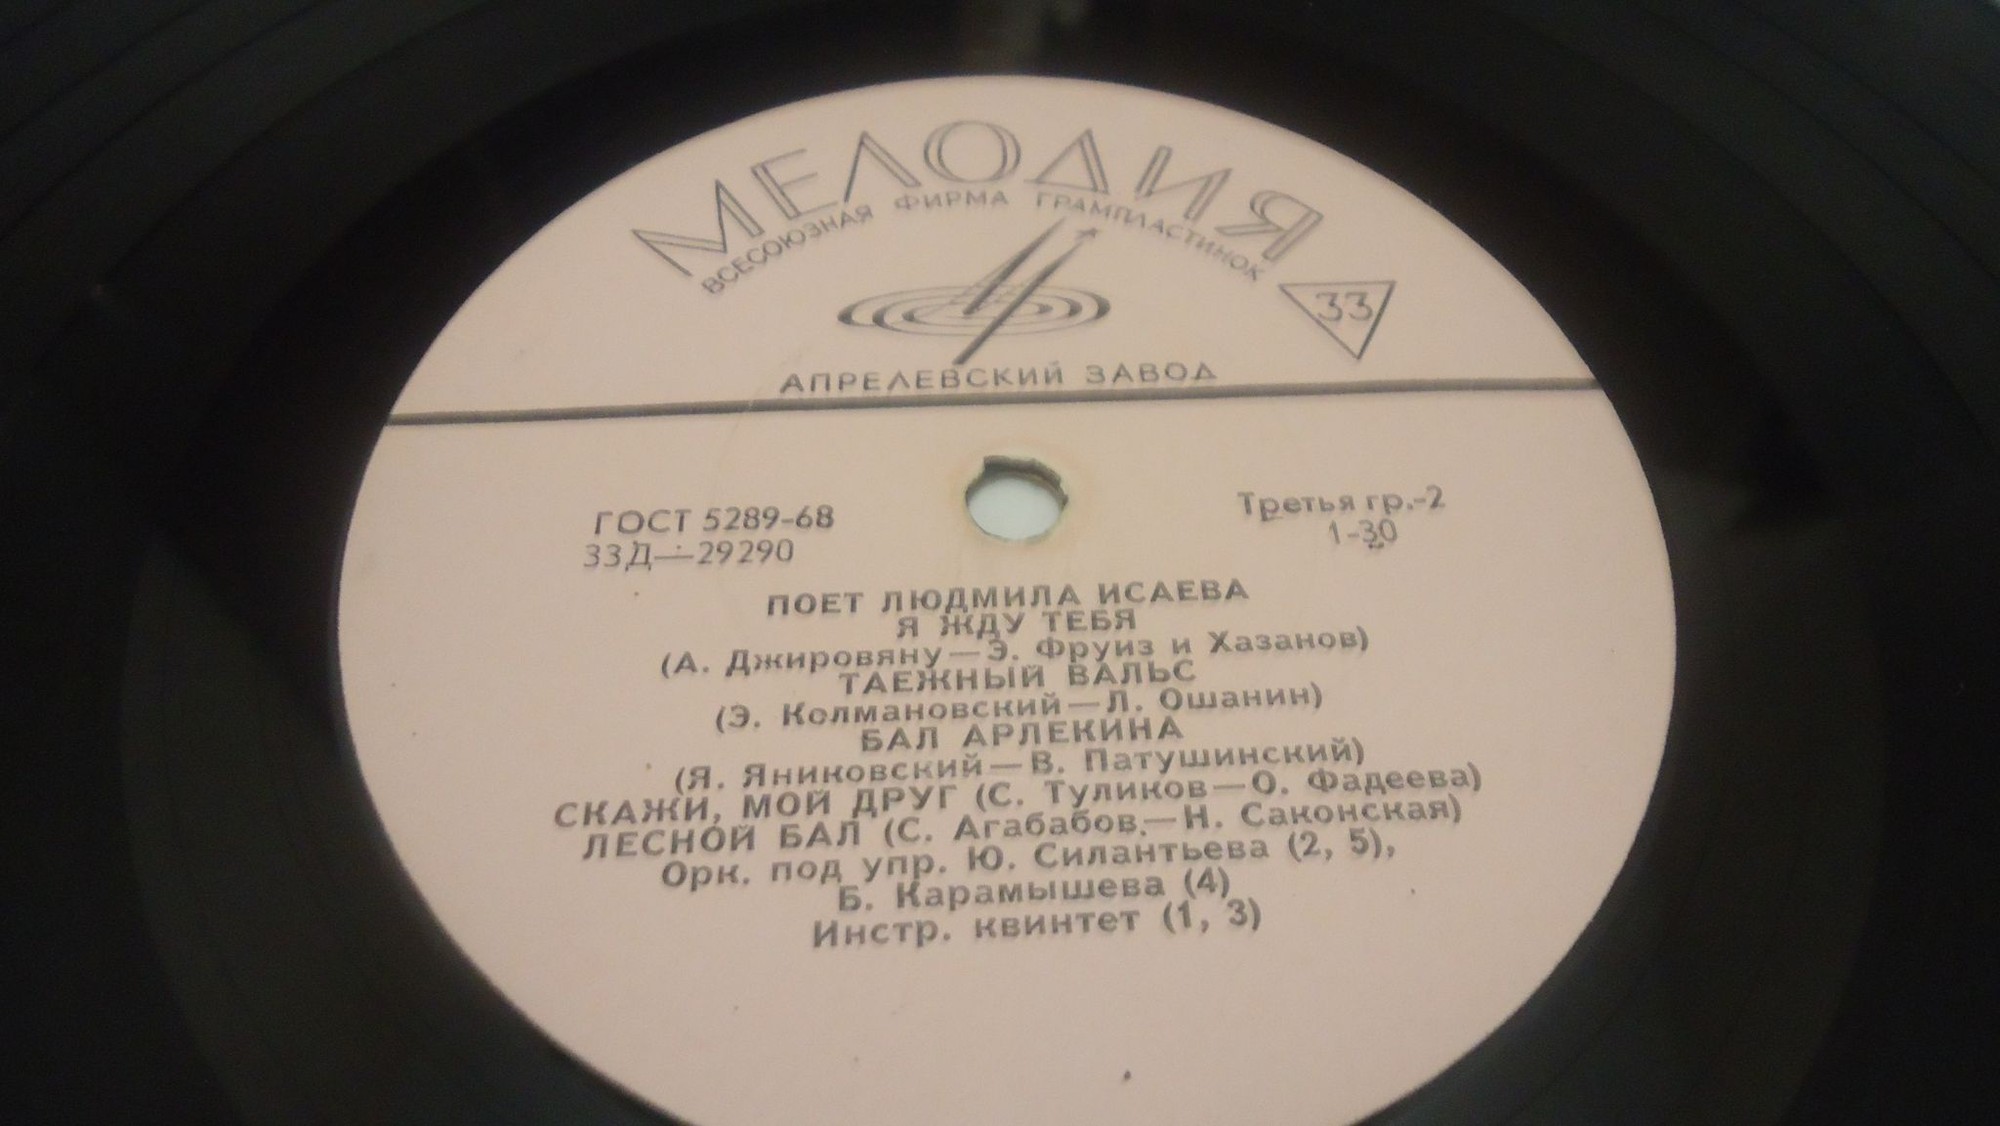 МЕЛОДИЯ
ВСЕСОЮЗНАЯ ФИРМА ГРАМПЛАСТИНОК
33
АПРЕЛЕВСКИЙ ЗАВОД
ГОСТ 5289-68
Третья гр.-2
33Д—29290
1-30
ПОЕТ ЛЮДМИЛА ИСАЕВА
Я ЖДУ ТЕБЯ
(А. Джировяну—Э. Фруиз и Хазанов)
ТАЕЖНЫЙ ВАЛЬС
(Э. Колмановский—Л. Ошанин)
БАЛ АРЛЕКИНА
(Я. Яниковский—В. Патушинский)
СКАЖИ, МОЙ ДРУГ (С. Туликов—О. Фадеева)
ЛЕСНОЙ БАЛ (С. Агабабов—Н. Саконская)
Орк. под упр. Ю. Силантьева (2, 5),
Б. Карамышева (4)
Инстр. квинтет (1, 3)